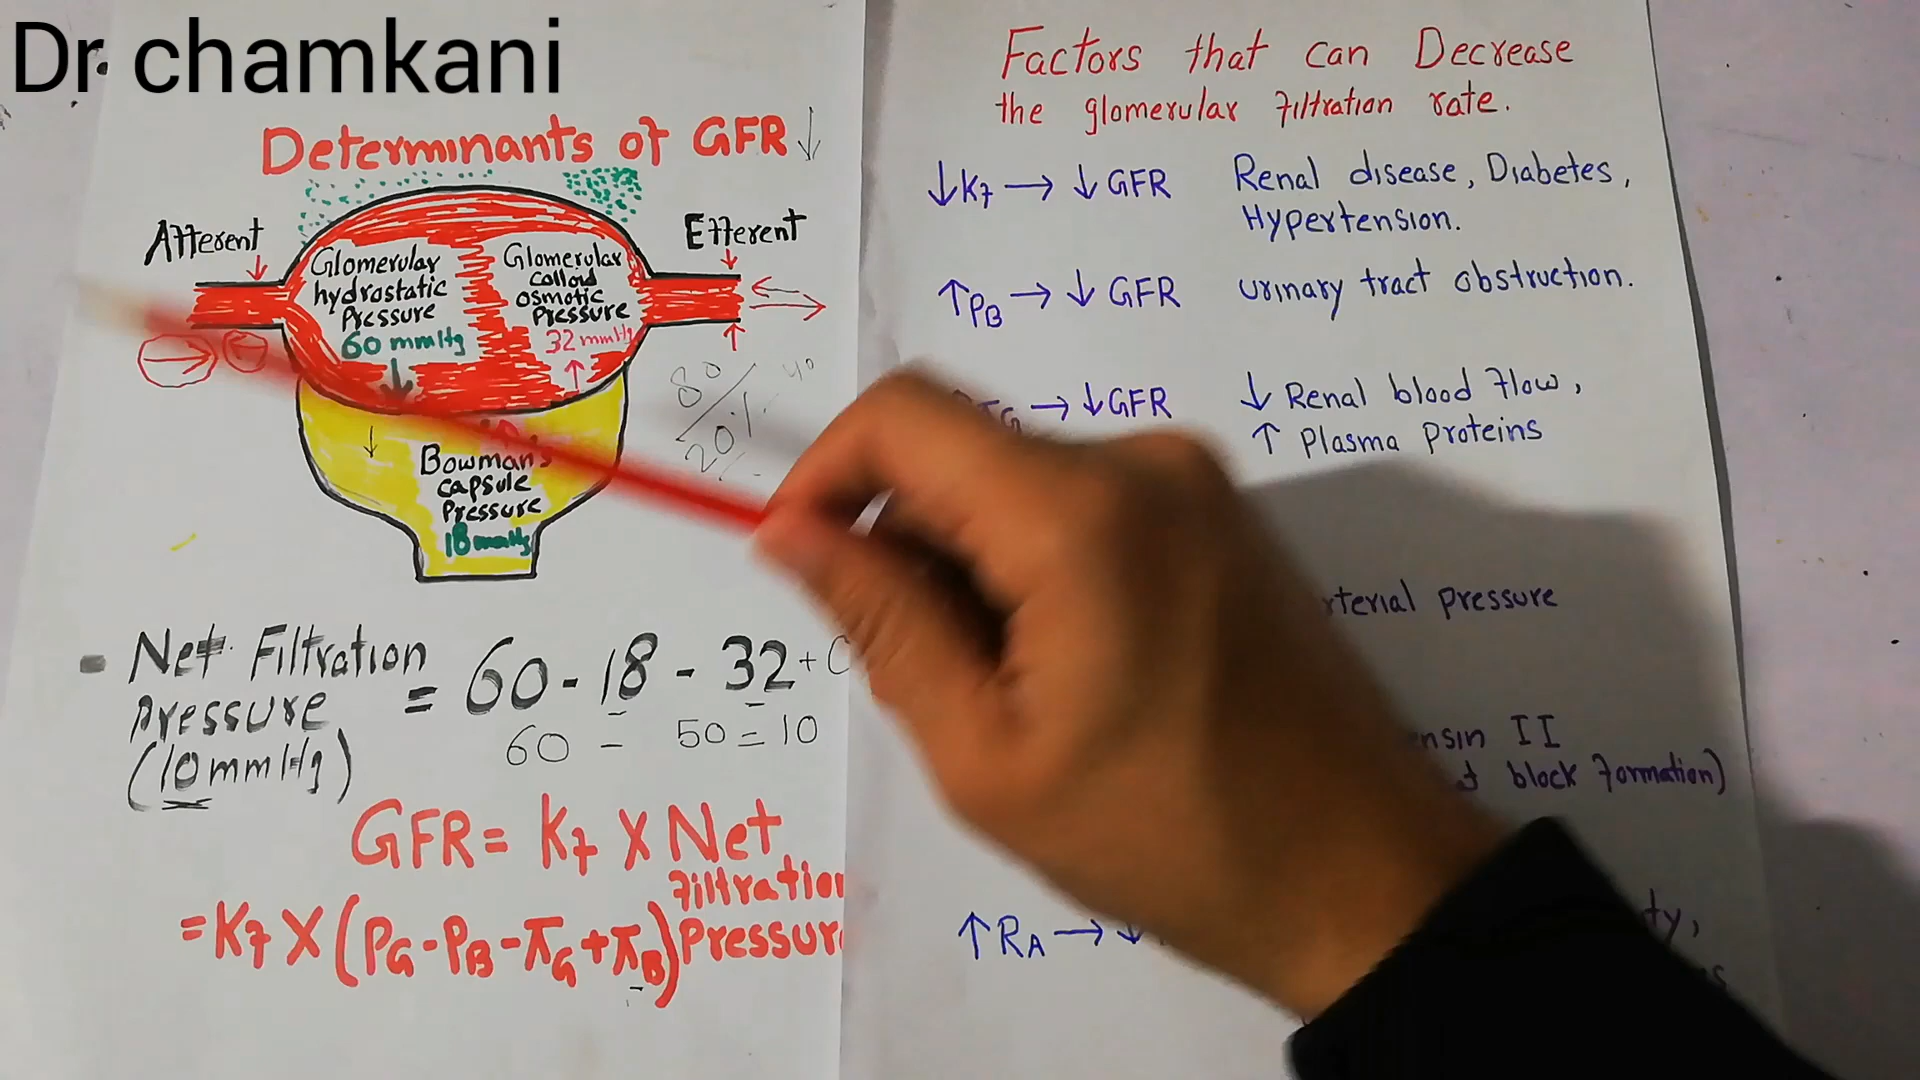 Dr. chamkani
Determinants of GFR ↓
Afferent
Efferent
Glomerular
hydrostatic
Pressure
60 mmHg
Glomerular
colloid
osmotic
Pressure
32 mmHg
80
20%
40
Bowman's
capsule
Pressure
18 mmHg
- Net Filtration
pressure
(10mmHg)
= 60 - 18 - 32 +
60 - 50 = 10
GFR = Kf X Net
filtration
Pressure
= Kf X (PG - PB - πG + πB)
Factors that can Decrease
the glomerular filtration rate.
↓Kf → ↓ GFR Renal disease, Diabetes,
Hypertension.
↑PB → ↓ GFR urinary tract obstruction.
πG → ↓GFR ↓ Renal blood flow,
↑ Plasma proteins
rterial pressure
ensin II
block formation)
↑RA → ↓
ty,